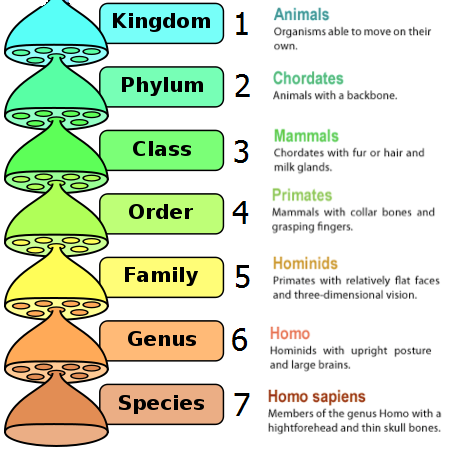 Kingdom 1 Animals
Organisms able to move on their
own.
Phylum 2 Chordates
Animals with a backbone.
Class 3 Mammals
Chordates with fur or hair and
milk glands.
Order 4 Primates
Mammals with collar bones and
grasping fingers.
Family 5 Hominids
Primates with relatively flat faces
and three-dimensional vision.
Genus 6 Homo
Hominids with upright posture
and large brains.
Species 7 Homo sapiens
Members of the genus Homo with a
hightforehead and thin skull bones.